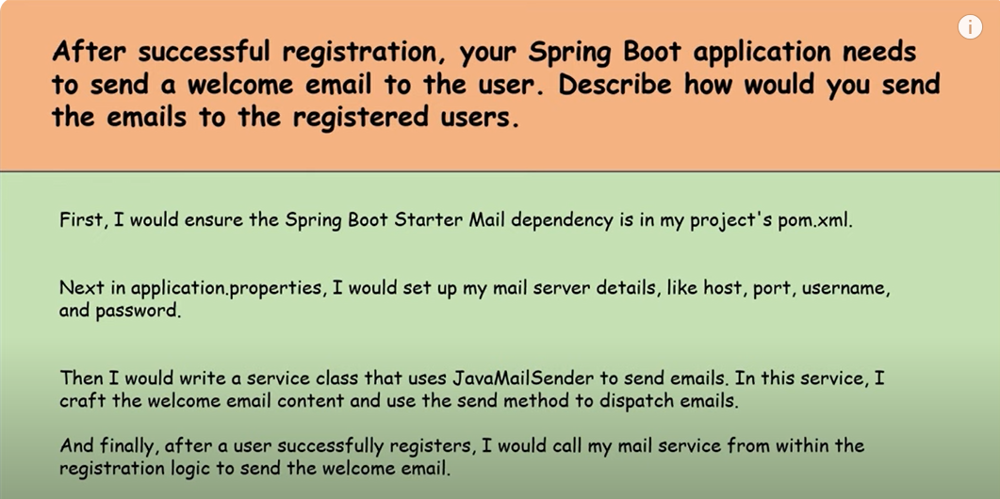 After successful registration, your Spring Boot application needs
to send a welcome email to the user. Describe how would you send
the emails to the registered users.
First, I would ensure the Spring Boot Starter Mail dependency is in my project's pom.xml.
Next in application.properties, I would set up my mail server details, like host, port, username,
and password.
Then I would write a service class that uses JavaMailSender to send emails. In this service, I
craft the welcome email content and use the send method to dispatch emails.
And finally, after a user successfully registers, I would call my mail service from within the
registration logic to send the welcome email.